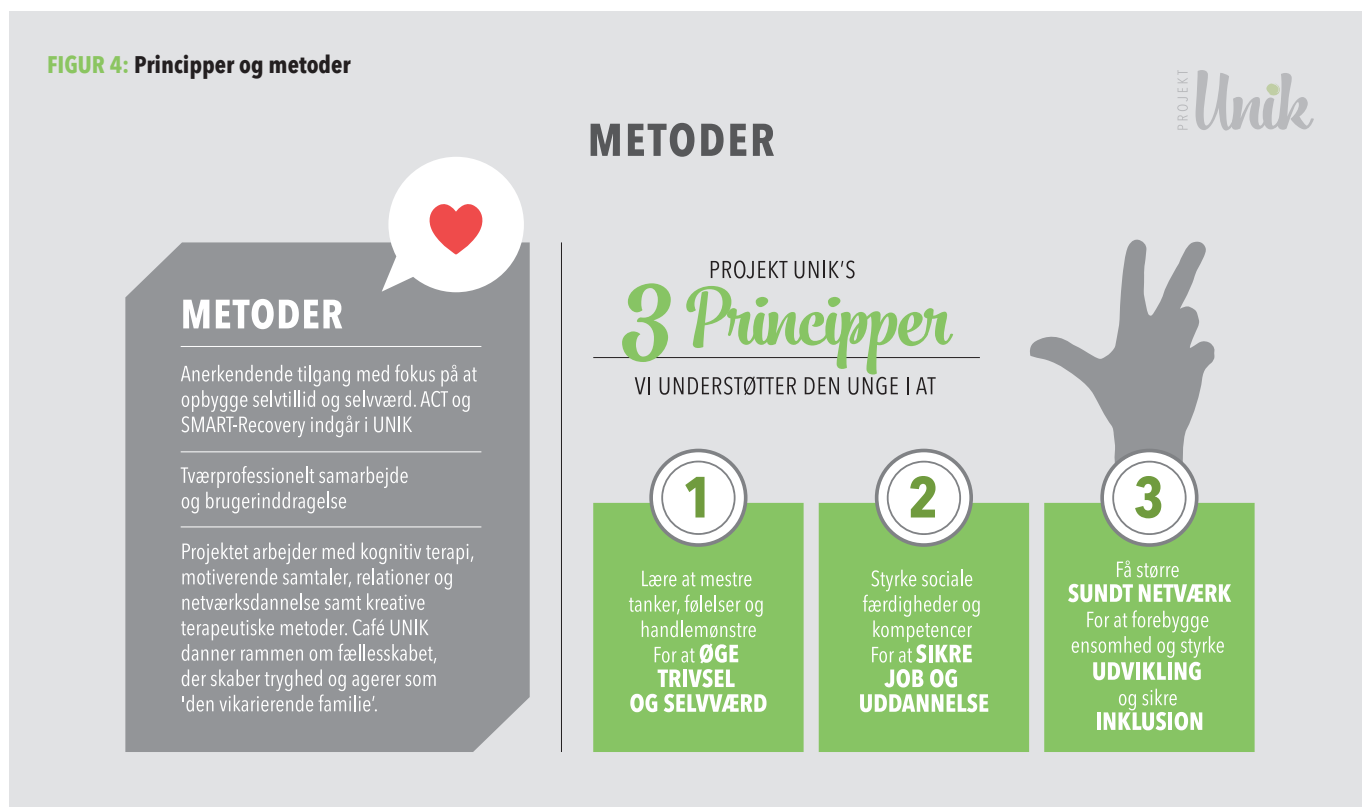 FIGUR 4: Principper og metoder
PROJEKT Unik
METODER
METODER
Anerkendende tilgang med fokus på at
opbygge selvtillid og selvværd. ACT og
SMART-Recovery indgår i UNIK
Tværprofessionelt samarbejde
og brugerinddragelse
Projektet arbejder med kognitiv terapi,
motiverende samtaler, relationer og
netværksdannelse samt kreative
terapeutiske metoder. Café UNIK
danner rammen om fællesskabet,
der skaber tryghed og agerer som
'den vikarierende familie’.
PROJEKT UNIK’S
3 Principper
VI UNDERSTØTTER DEN UNGE I AT
1
Lære at mestre
tanker, følelser og
handlemønstre
For at ØGE
TRIVSEL
OG SELVVÆRD
2
Styrke sociale
færdigheder og
kompetencer
For at SIKRE
JOB OG
UDDANNELSE
3
Få større
SUNDT NETVÆRK
For at forebygge
ensomhed og styrke
UDVIKLING
og sikre
INKLUSION